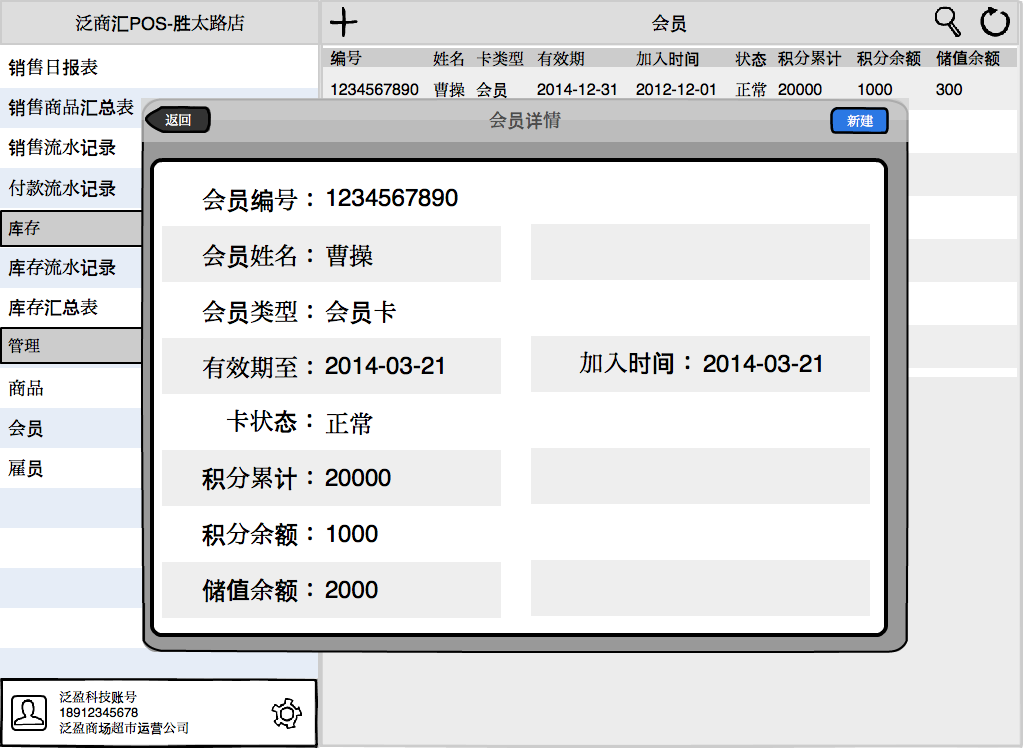 泛商汇POS-胜太路店
会员
编号 姓名 卡类型 有效期 加入时间 状态 积分累计 积分余额 储值余额
1234567890 曹操 会员 2014-12-31 2012-12-01 正常 20000 1000 300
销售日报表
销售商品汇总表
销售流水记录
付款流水记录
库存
库存流水记录
库存汇总表
管理
商品
会员
雇员
返回
会员详情
新建
会员编号：1234567890
会员姓名：曹操
会员类型：会员卡
有效期至：2014-03-21 加入时间：2014-03-21
卡状态：正常
积分累计：20000
积分余额：1000
储值余额：2000
泛盈科技账号
18912345678
泛盈商场超市运营公司